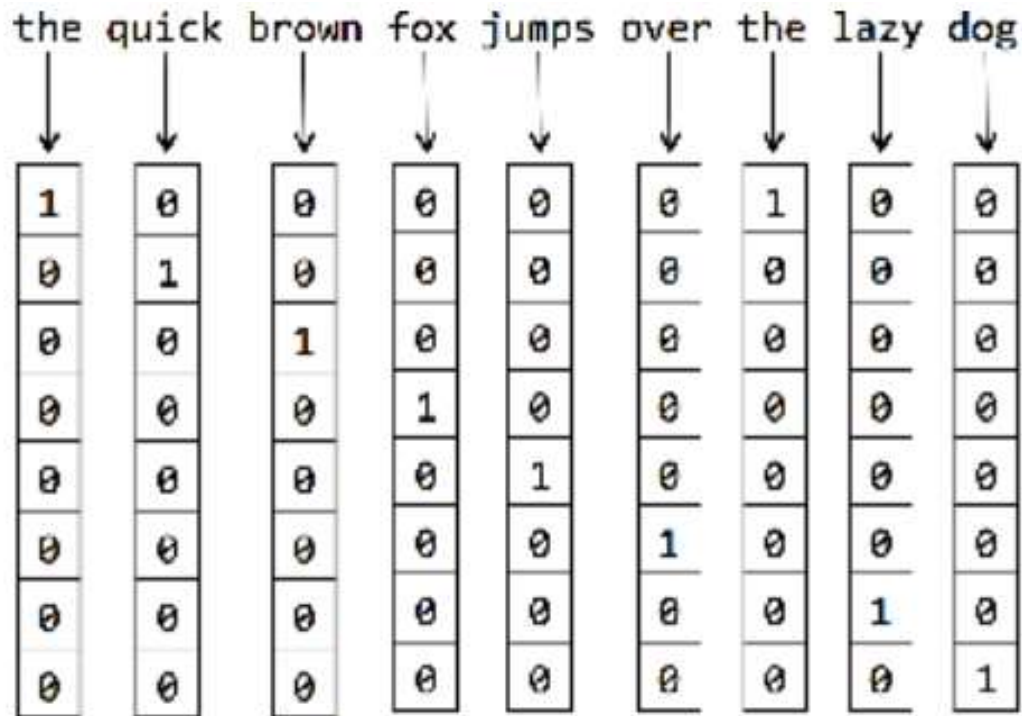 the quick brown fox jumps over the lazy dog
1 0 0 0 0 0 1 0 0
0 1 0 0 0 0 0 0 0
0 0 1 0 0 0 0 0 0
0 0 0 1 0 0 0 0 0
0 0 0 0 1 0 0 0 0
0 0 0 0 0 1 0 0 0
0 0 0 0 0 0 0 1 0
0 0 0 0 0 0 0 0 1